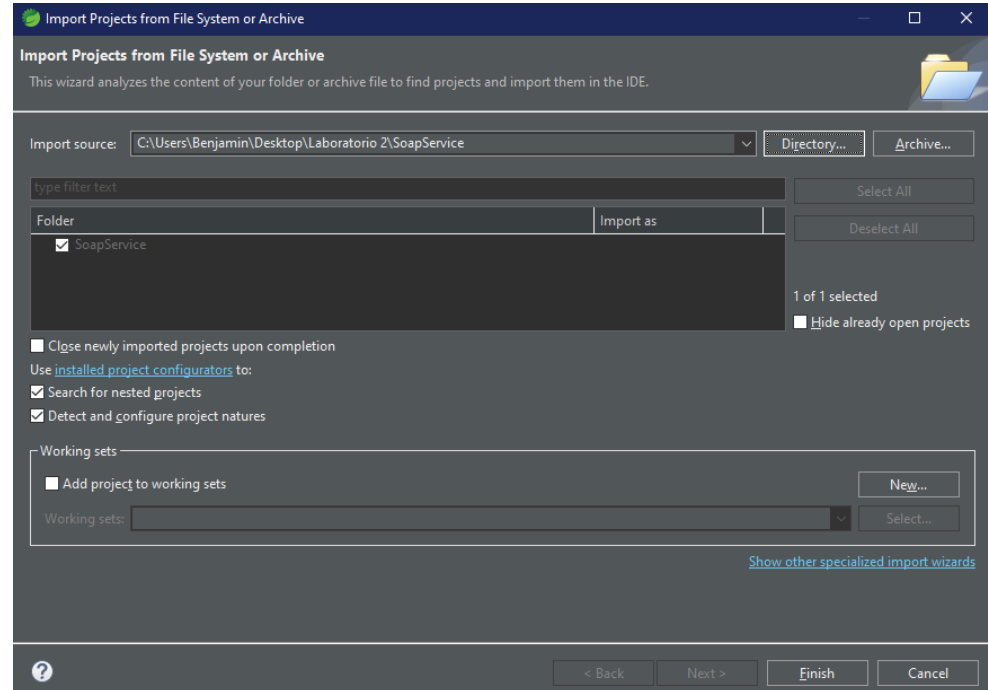 Import Projects from File System or Archive
Import Projects from File System or Archive
This wizard analyzes the content of your folder or archive file to find projects and import them in the IDE.
Import source: C:\Users\Benjamin\Desktop\Laboratorio 2\SoapService Directory... Archive...
type filter text Select All
Folder Import as
Deselect All
SoapService
1 of 1 selected
Hide already open projects
Close newly imported projects upon completion
Use installed project configurators to:
Search for nested projects
Detect and configure project natures
Working sets
Add project to working sets New...
Working sets: Select...
Show other specialized import wizards
? < Back Next > Finish Cancel